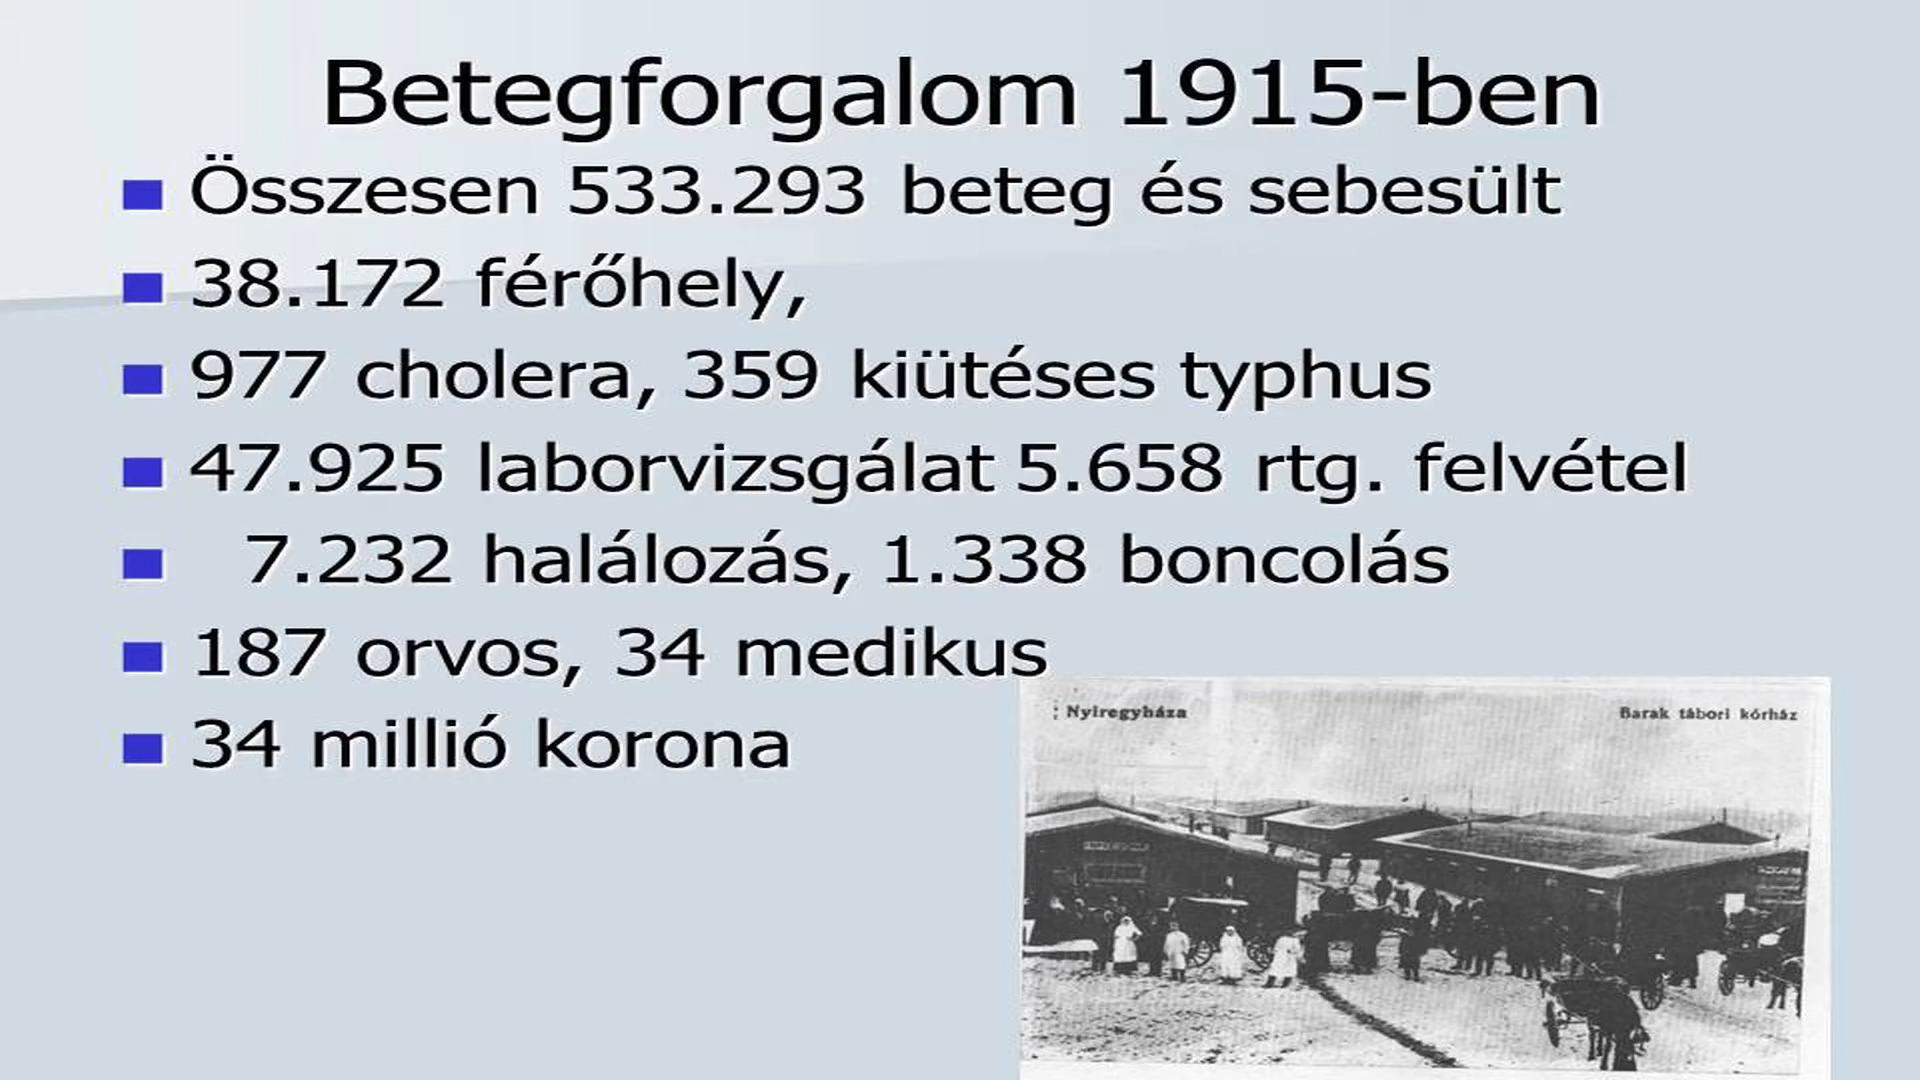 Betegforgalom 1915-ben
Összesen 533.293 beteg és sebesült
38.172 férőhely,
977 cholera, 359 kiütéses typhus
47.925 laborvizsgálat 5.658 rtg. felvétel
7.232 halálozás, 1.338 boncolás
187 orvos, 34 medikus
34 millió korona
Nyiregyháza
Barak tábori kórház